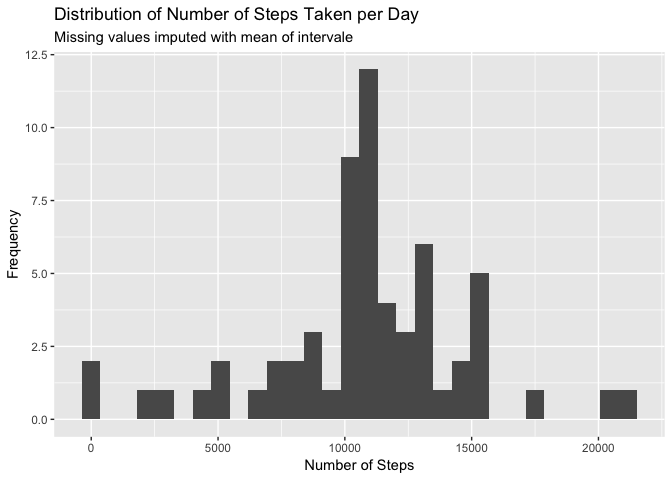 Distribution of Number of Steps Taken per Day
Missing values imputed with mean of intervale
12.5
10.0
7.5
5.0
2.5
0.0
Frequency
0 5000 10000 15000 20000
Number of Steps